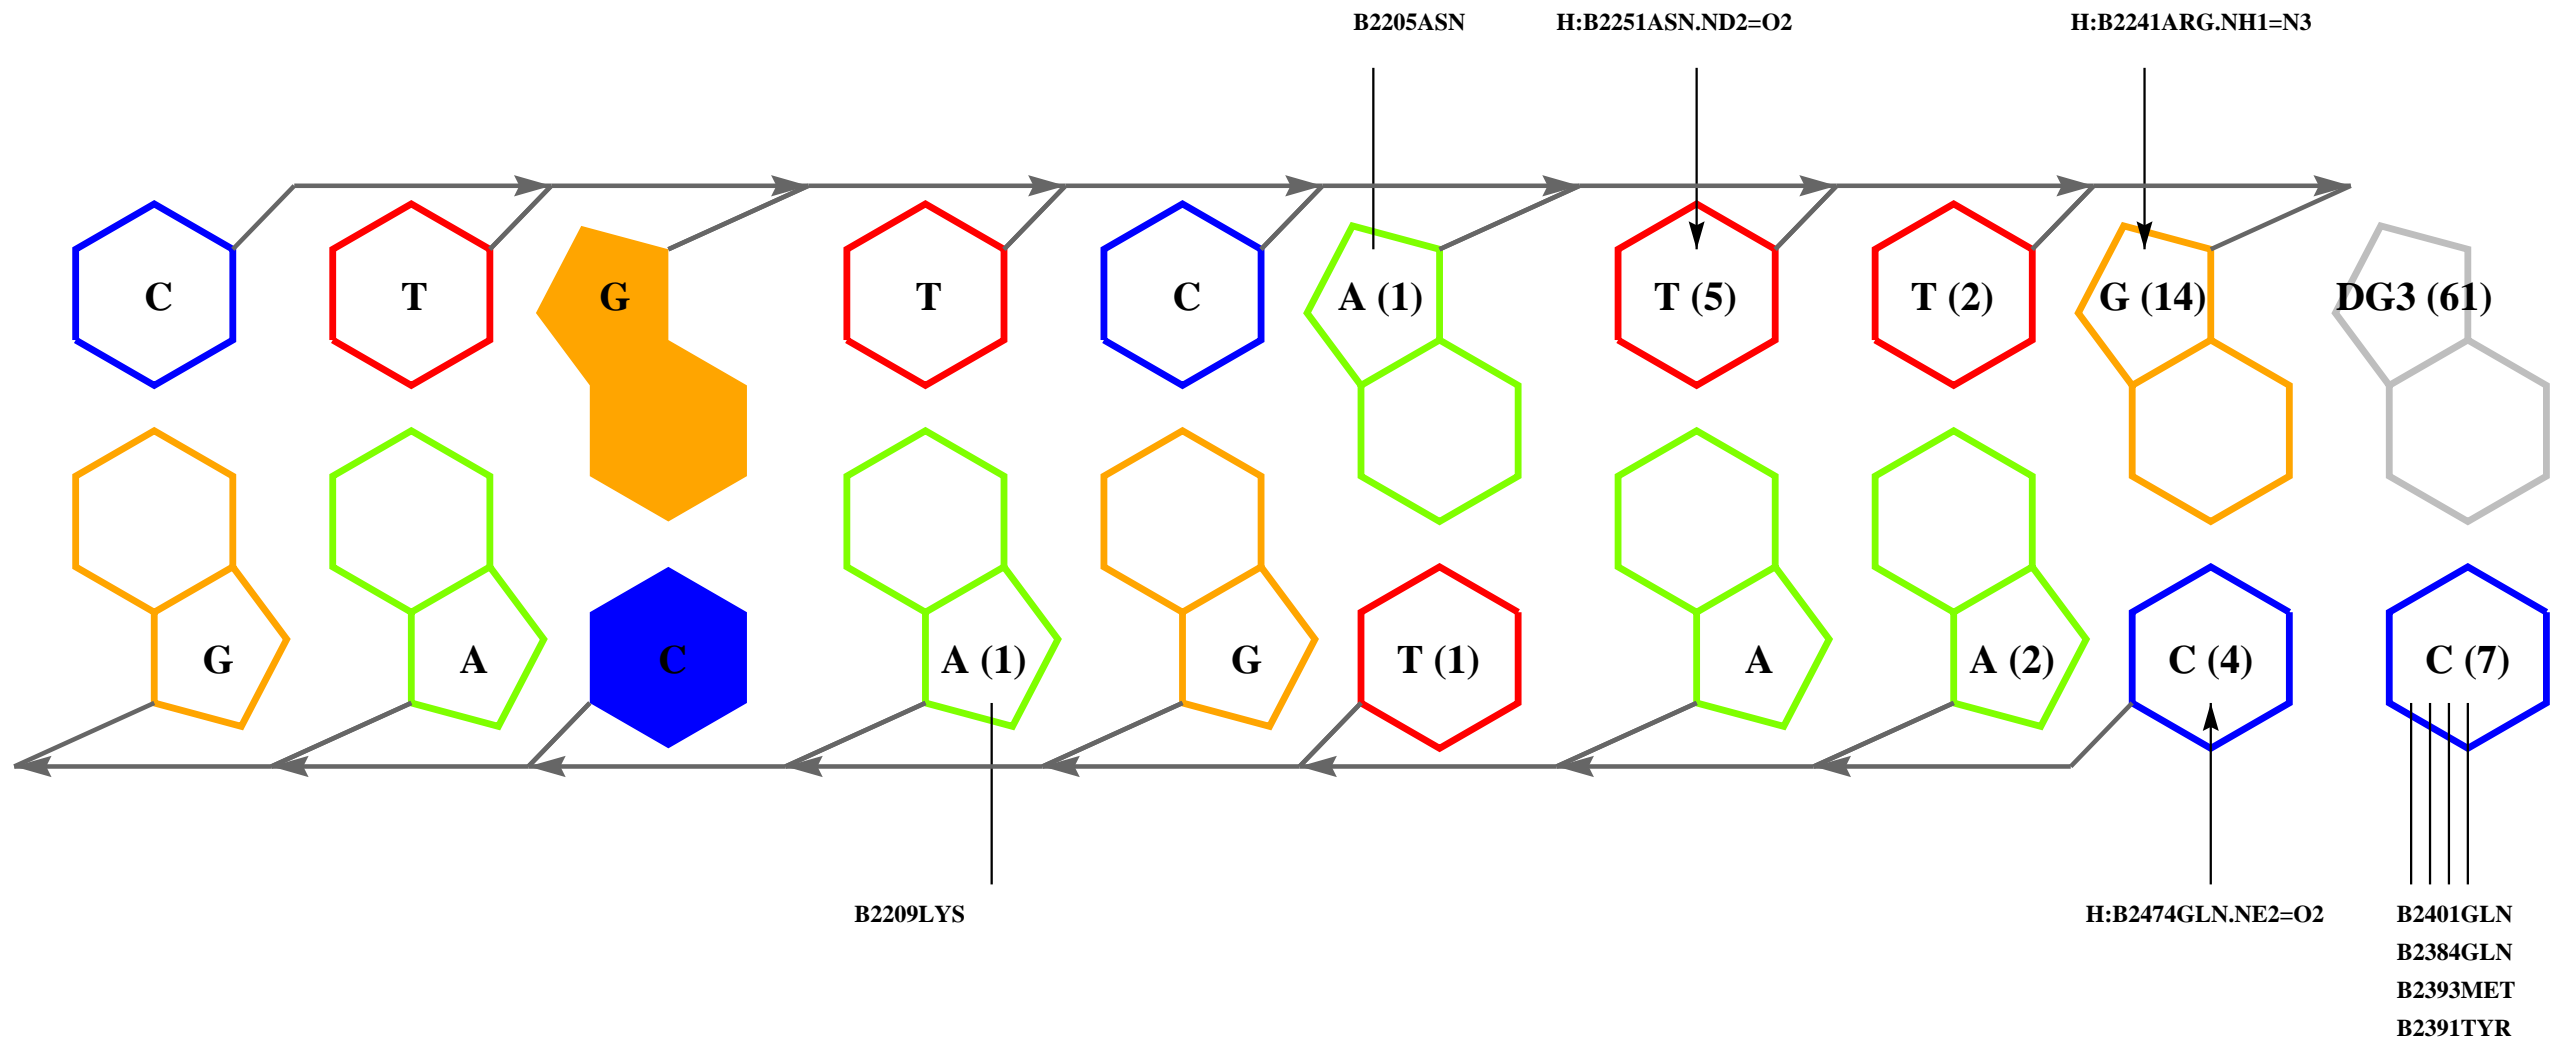 B2205ASN H:B2251ASN.ND2=O2 H:B2241ARG.NH1=N3
C T G T C A (1) T (5) T (2) G (14) DG3 (61)
G A C A (1) G T (1) A A (2) C (4) C (7)
B2209LYS H:B2474GLN.NE2=O2 B2401GLN
B2384GLN
B2393MET
B2391TYR